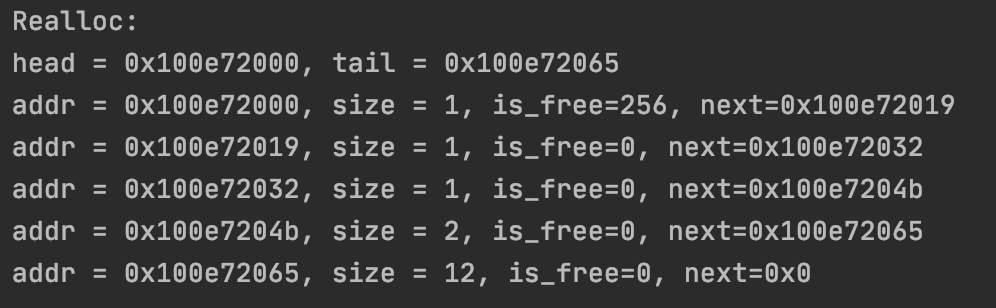 Realloc:
head = 0x100e72000, tail = 0x100e72065
addr = 0x100e72000, size = 1, is_free=256, next=0x100e72019
addr = 0x100e72019, size = 1, is_free=0, next=0x100e72032
addr = 0x100e72032, size = 1, is_free=0, next=0x100e7204b
addr = 0x100e7204b, size = 2, is_free=0, next=0x100e72065
addr = 0x100e72065, size = 12, is_free=0, next=0x0